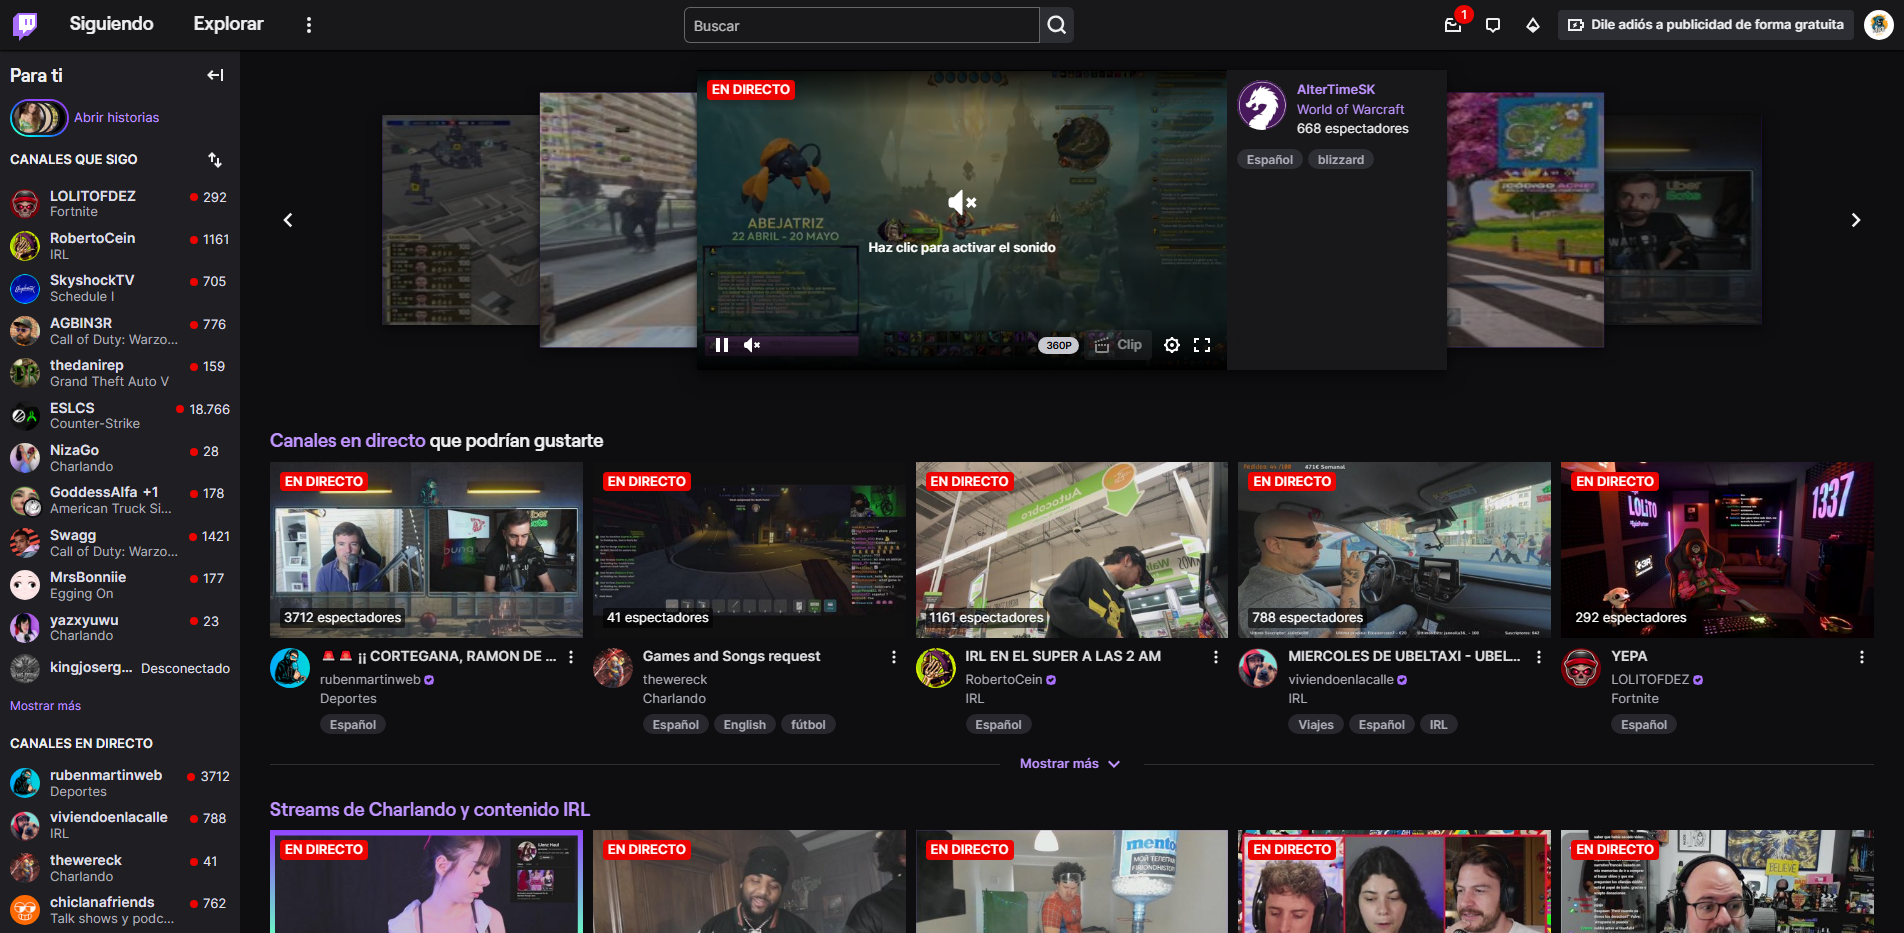 Siguiendo
Explorar
Buscar
1
Dile adiós a publicidad de forma gratuita
Para ti
Abrir historias
CANALES QUE SIGO
LOLITOFDEZ
292
Fortnite
RobertoCein
1161
IRL
SkyshockTV
705
Schedule I
AGBIN3R
776
Call of Duty: Warzo...
thedanirep
159
Grand Theft Auto V
ESLCS
18.766
Counter-Strike
NizaGo
28
Charlando
GoddessAlfa +1
178
American Truck Si...
Swagg
1421
Call of Duty: Warzo...
MrsBonniie
177
Egging On
yazxyuwu
23
Charlando
kingjoserg...
Desconectado
Mostrar más
CANALES EN DIRECTO
rubenmartinweb
3712
Deportes
viviendoenlacalle
788
IRL
thewereck
41
Charlando
chiclanafriends
762
Talk shows y podc...
EN DIRECTO
ABEJATRIZ
22 ABRIL - 20 MAYO
Haz clic para activar el sonido
360P
Clip
AlterTimeSK
World of Warcraft
668 espectadores
Español
blizzard
Canales en directo que podrían gustarte
EN DIRECTO
3712 espectadores
🚨🚨 ¡¡ CORTEGANA, RAMON DE ...
rubenmartinweb
Deportes
Español
EN DIRECTO
41 espectadores
Games and Songs request
thewereck
Charlando
Español
English
fútbol
EN DIRECTO
Autocobro
1161 espectadores
IRL EN EL SUPER A LAS 2 AM
RobertoCein
IRL
Español
471€ Semanal
EN DIRECTO
788 espectadores
MIERCOLES DE UBELTAXI - UBEL...
viviendoenlacalle
IRL
Viajes
Español
IRL
EN DIRECTO
LOLITO
1337
292 espectadores
YEPA
LOLITOFDEZ
Fortnite
Español
Mostrar más
Streams de Charlando y contenido IRL
EN DIRECTO
EN DIRECTO
EN DIRECTO
mento
EN DIRECTO
EN DIRECTO
BELIEVE